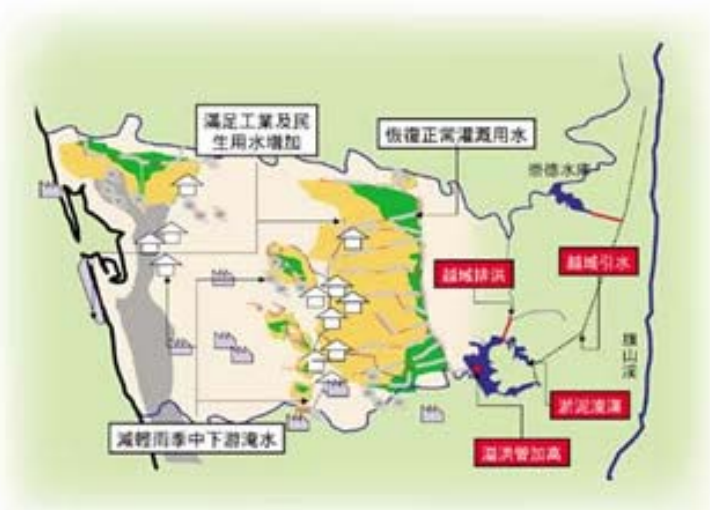 滿足工業及民
生用水增加
恢復正常灌溉用水
崇德水庫
越域排洪
越域引水
旗山溪
淤泥濬渫
減輕雨季中下游淹水
溢洪管加高